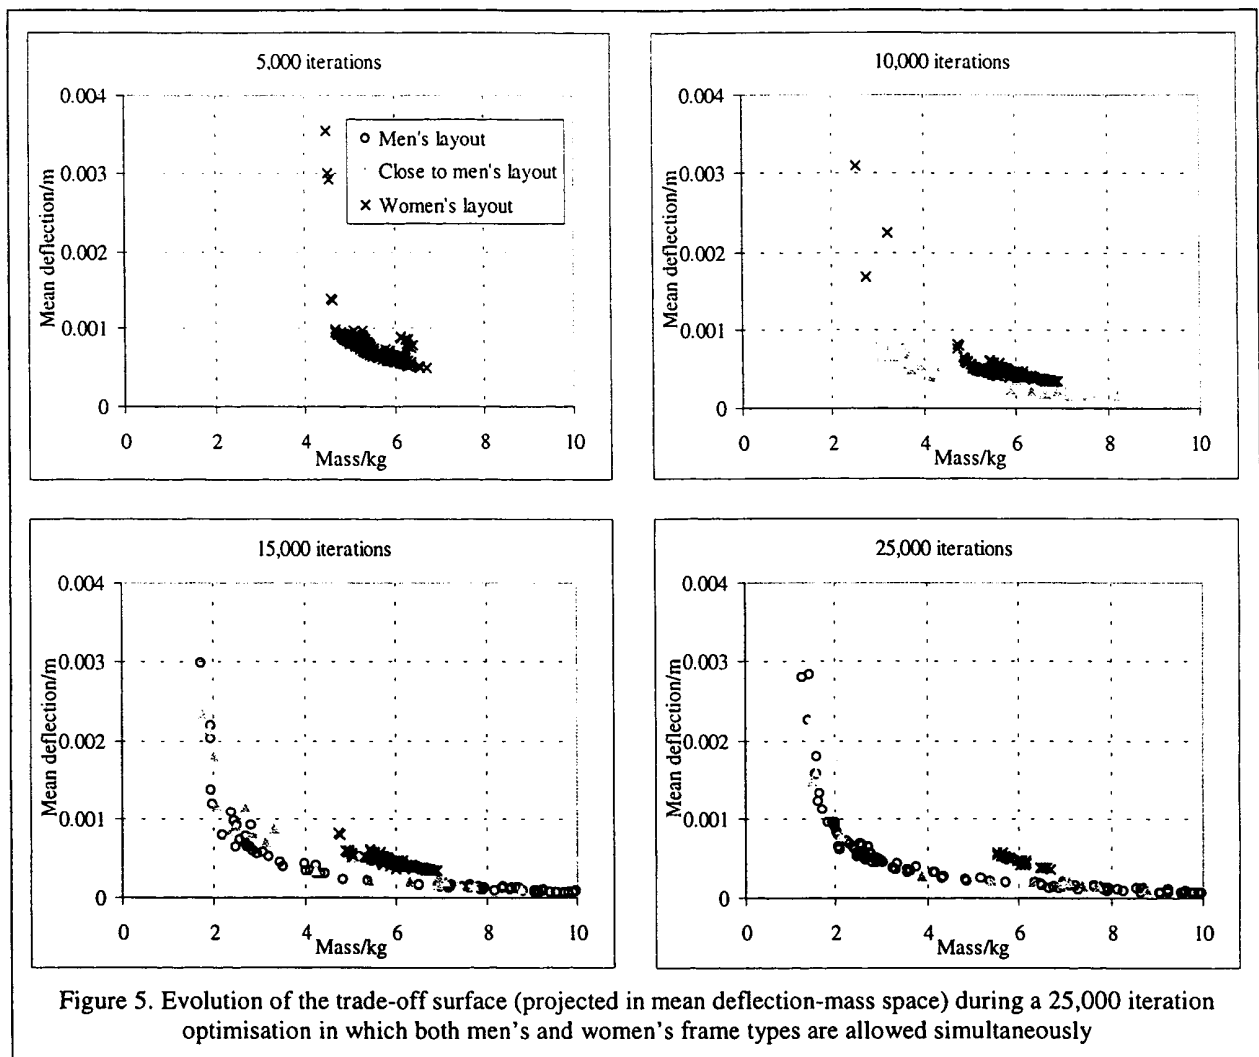 5,000 iterations
0.004
0.003
0.002
0.001
0
Mean deflection/m
Men's layout
Close to men's layout
Women's layout
0 2 4 6 8 10
Mass/kg
10,000 iterations
0.004
0.003
0.002
0.001
0
Mean deflection/m
0 2 4 6 8 10
Mass/kg
15,000 iterations
0.004
0.003
0.002
0.001
0
Mean deflection/m
0 2 4 6 8 10
Mass/kg
25,000 iterations
0.004
0.003
0.002
0.001
0
Mean deflection/m
0 2 4 6 8 10
Mass/kg
Figure 5. Evolution of the trade-off surface (projected in mean deflection-mass space) during a 25,000 iteration
optimisation in which both men's and women's frame types are allowed simultaneously